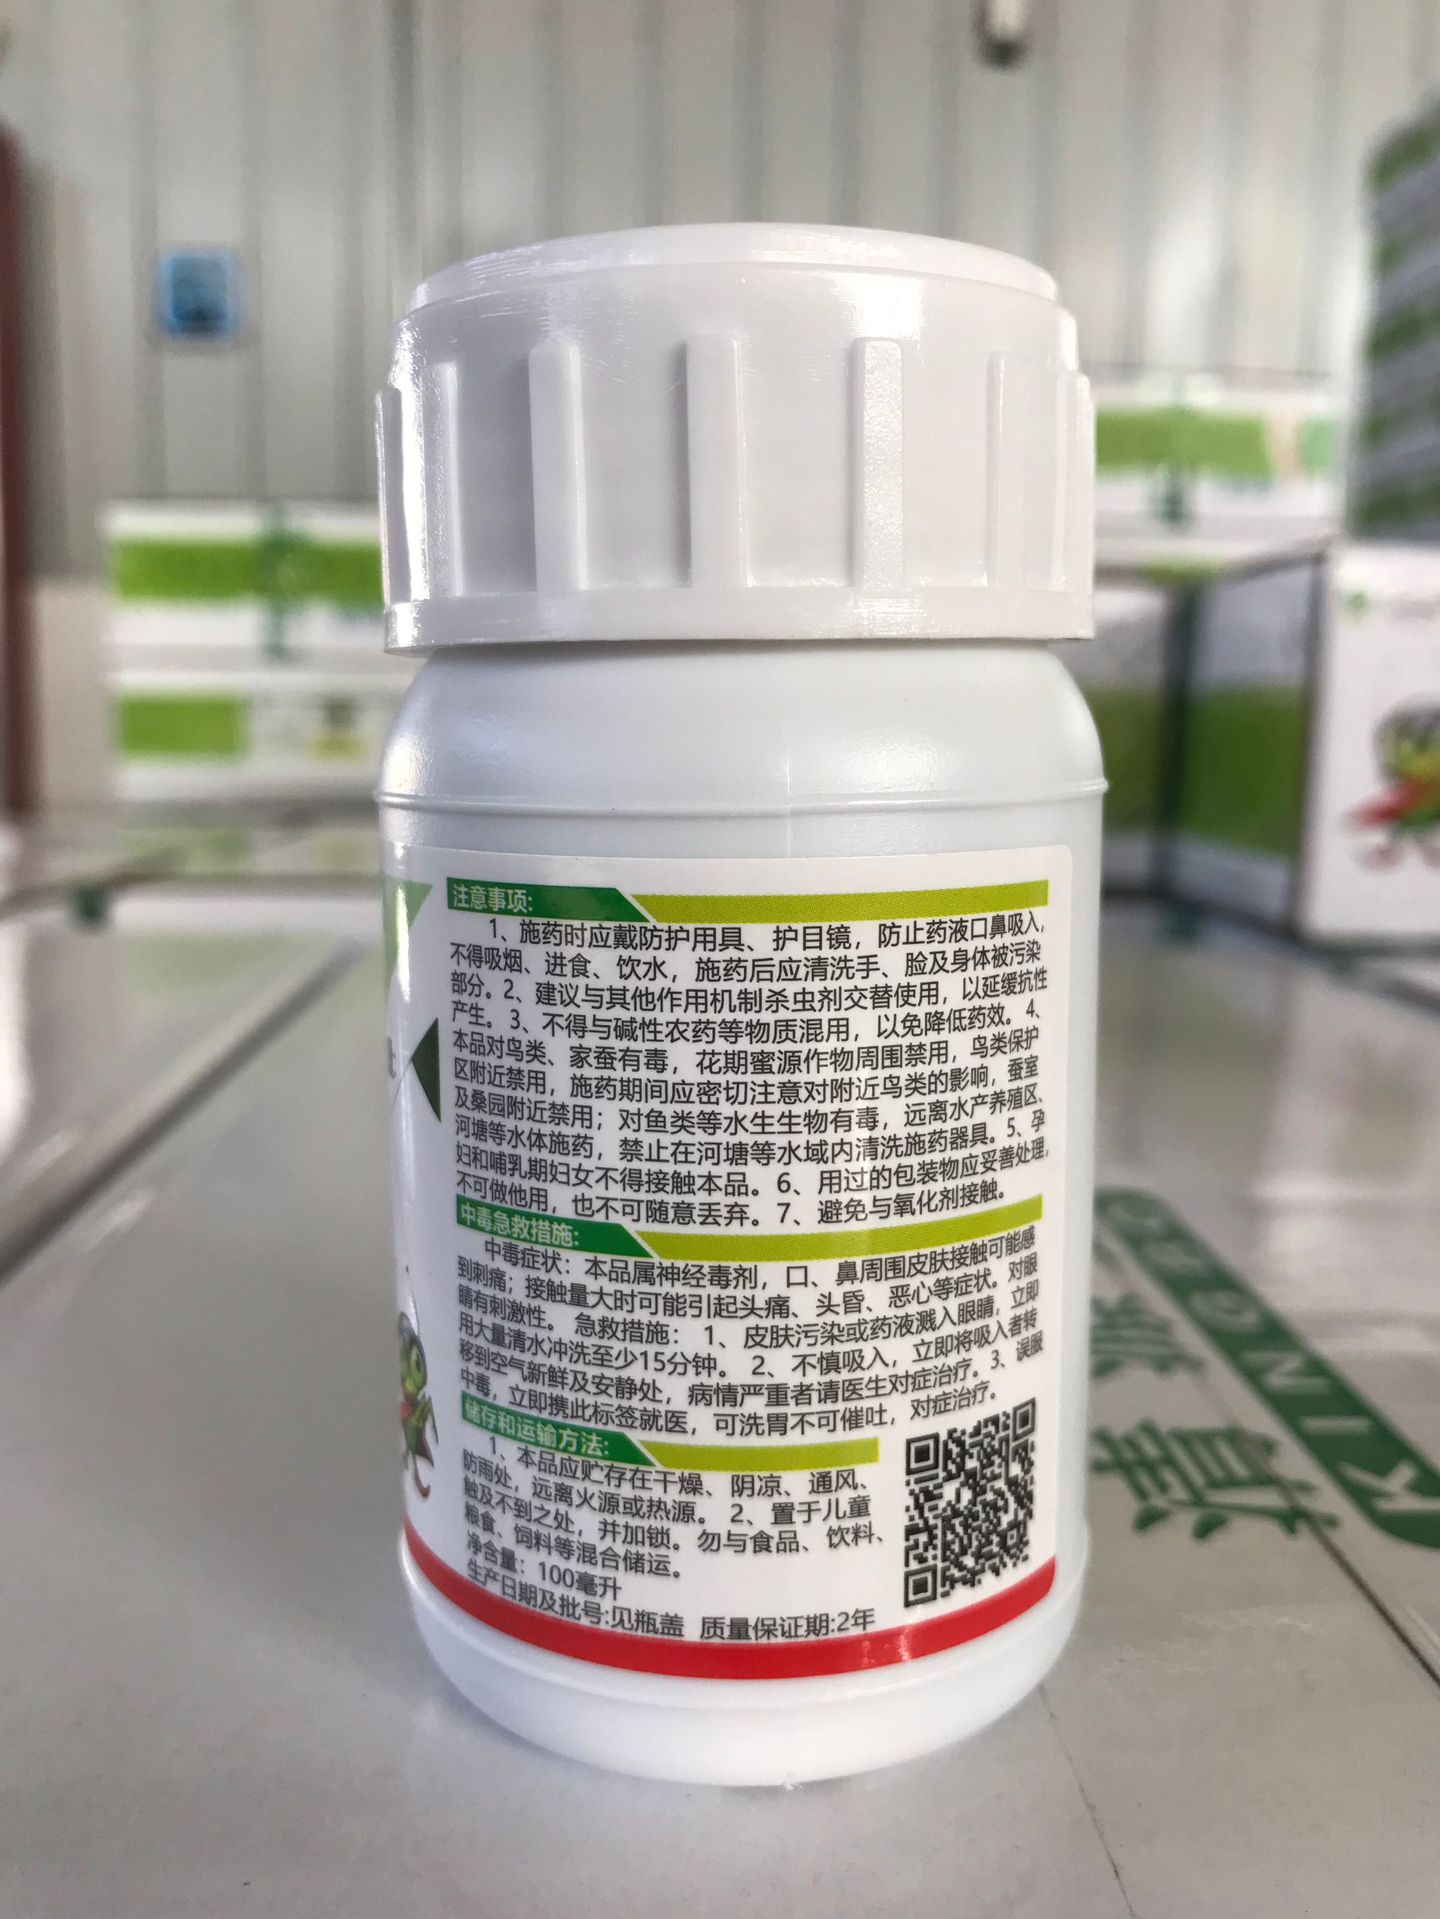 注意事项:
1、施药时应戴防护用具、护目镜，防止药液口鼻吸入，
不得吸烟、进食、饮水，施药后应清洗手、脸及身体被污染
部分。2、建议与其他作用机制杀虫剂交替使用，以延缓抗性
产生。3、不得与碱性农药等物质混用，以免降低药效。4、
本品对鸟类、家蚕有毒，花期蜜源作物周围禁用，鸟类保护
区附近禁用，施药期间应密切注意对附近鸟类的影响，蚕室
及桑园附近禁用；对鱼类等水生生物有毒，远离水产养殖区、
河塘等水体施药，禁止在河塘等水域内清洗施药器具。5、孕
妇和哺乳期妇女不得接触本品。6、用过的包装物应妥善处理，
不可做他用，也不可随意丢弃。7、避免与氧化剂接触。
中毒急救措施:
中毒症状：本品属神经毒剂，口、鼻周围皮肤接触可能感
到刺痛；接触量大时可能引起头痛、头昏、恶心等症状。对眼
睛有刺激性。 急救措施： 1、皮肤污染或药液溅入眼睛，立即
用大量清水冲洗至少15分钟。 2、不慎吸入，立即将吸入者转
移到空气新鲜及安静处，病情严重者请医生对症治疗。3、误服
中毒，立即携此标签就医，可洗胃不可催吐，对症治疗。
储存和运输方法:
1、本品应贮存在干燥、阴凉、通风、
防雨处，远离火源或热源。 2、置于儿童
触及不到之处，并加锁。勿与食品、饮料、
粮食、饲料等混合储运。
净含量：100毫升
生产日期及批号:见瓶盖 质量保证期:2年
KINGBO
清源